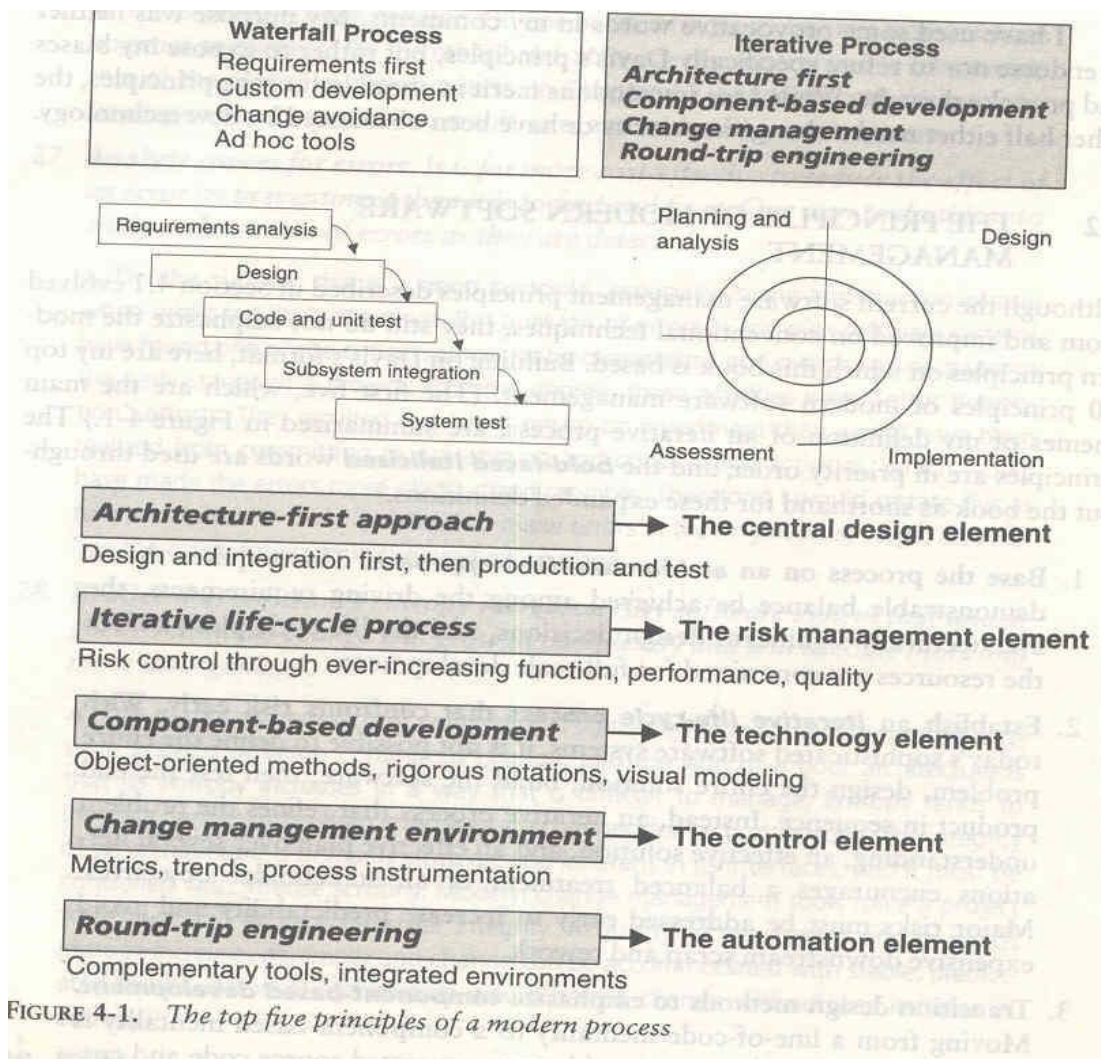 Waterfall Process
Requirements first
Custom development
Change avoidance
Ad hoc tools
Iterative Process
Architecture first
Component-based development
Change management
Round-trip engineering
Requirements analysis
Design
Code and unit test
Subsystem integration
System test
Planning and
analysis
Design
Assessment
Implementation
Architecture-first approach
The central design element
Design and integration first, then production and test
Iterative life-cycle process
The risk management element
Risk control through ever-increasing function, performance, quality
Component-based development
The technology element
Object-oriented methods, rigorous notations, visual modeling
Change management environment
The control element
Metrics, trends, process instrumentation
Round-trip engineering
The automation element
Complementary tools, integrated environments
FIGURE 4-1. The top five principles of a modern process